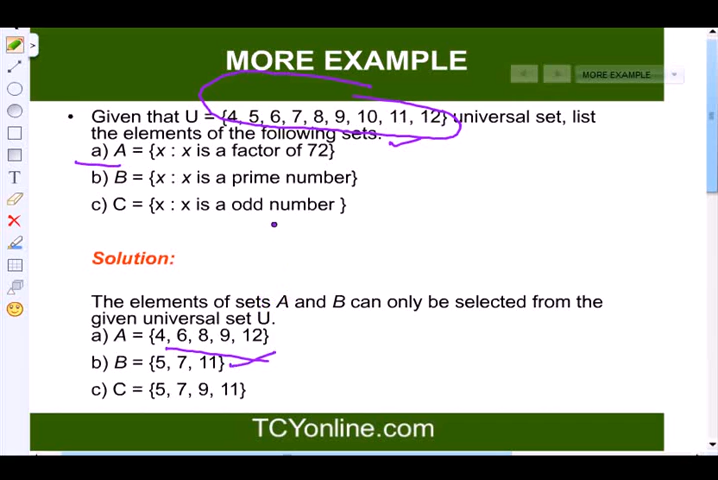 MORE EXAMPLE
MORE EXAMPLE
• Given that U = {4, 5, 6, 7, 8, 9, 10, 11, 12} universal set, list
the elements of the following sets.
a) A = {x : x is a factor of 72}
b) B = {x : x is a prime number}
c) C = {x : x is a odd number }
Solution:
The elements of sets A and B can only be selected from the
given universal set U.
a) A = {4, 6, 8, 9, 12}
b) B = {5, 7, 11}
c) C = {5, 7, 9, 11}
TCYonline.com